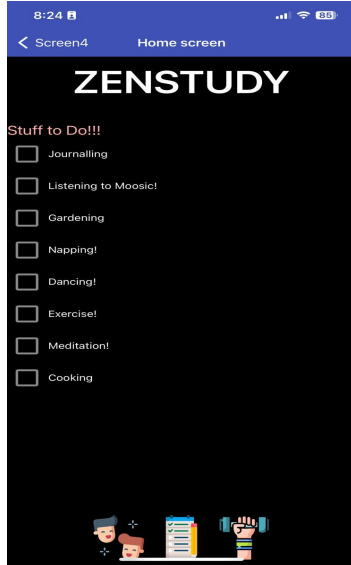 8:24
85
Screen4
Home screen
ZENSTUDY
Stuff to Do!!!
Journalling
Listening to Moosic!
Gardening
Napping!
Dancing!
Exercise!
Meditation!
Cooking